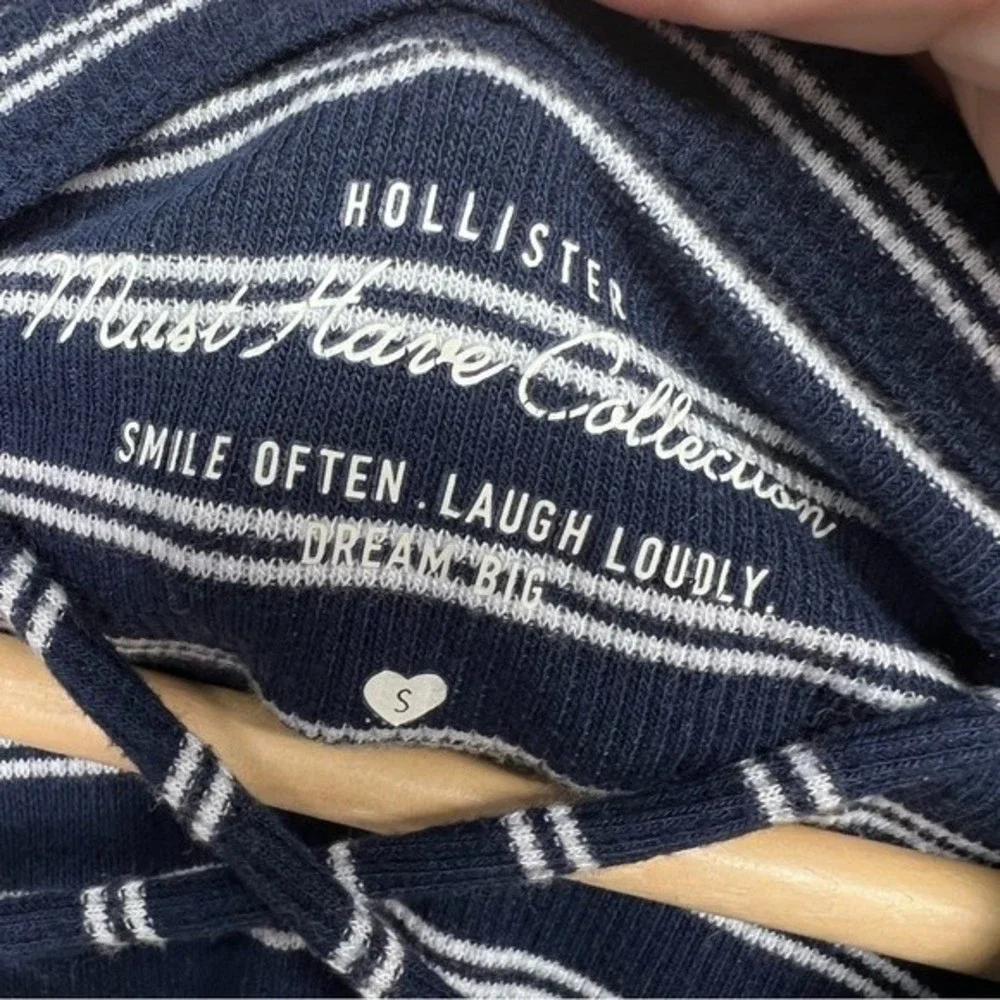 HOLLISTER
Must Have Collection
SMILE OFTEN. LAUGH LOUDLY.
DREAM BIG
S